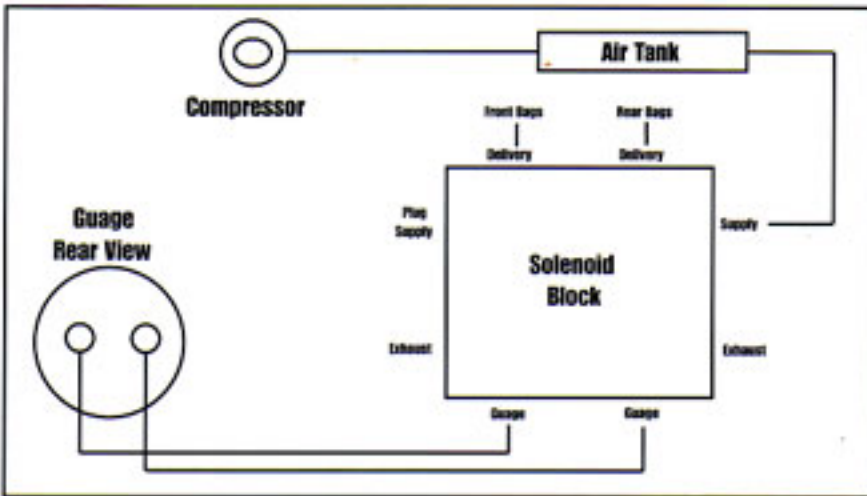 Air Tank
Compressor
Front Bags
Rear Bags
Delivery
Delivery
Guage
Rear View
Plug
Supply
Supply
Solenoid
Block
Exhaust
Exhaust
Guage
Guage